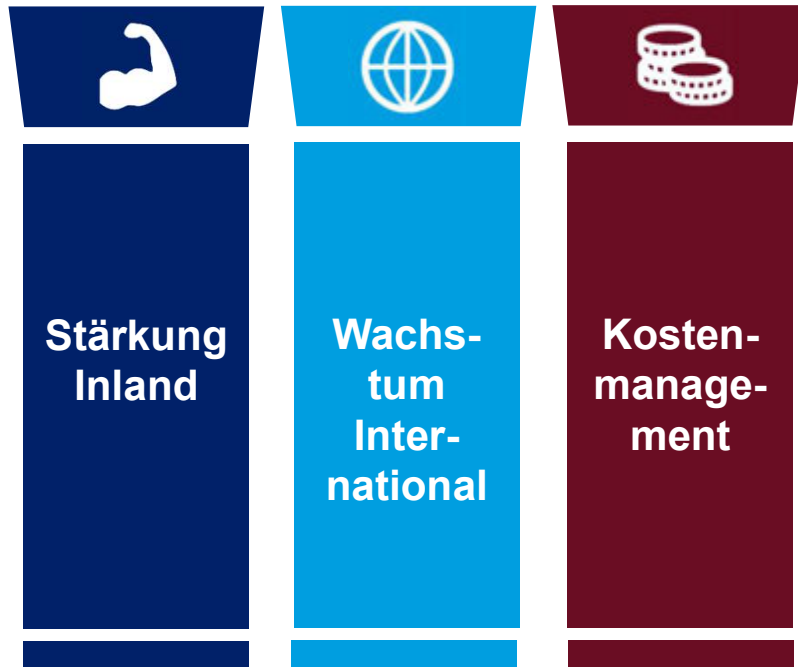 Stärkung
Inland
Wachs-
tum
Inter-
national
Kosten-
manage-
ment